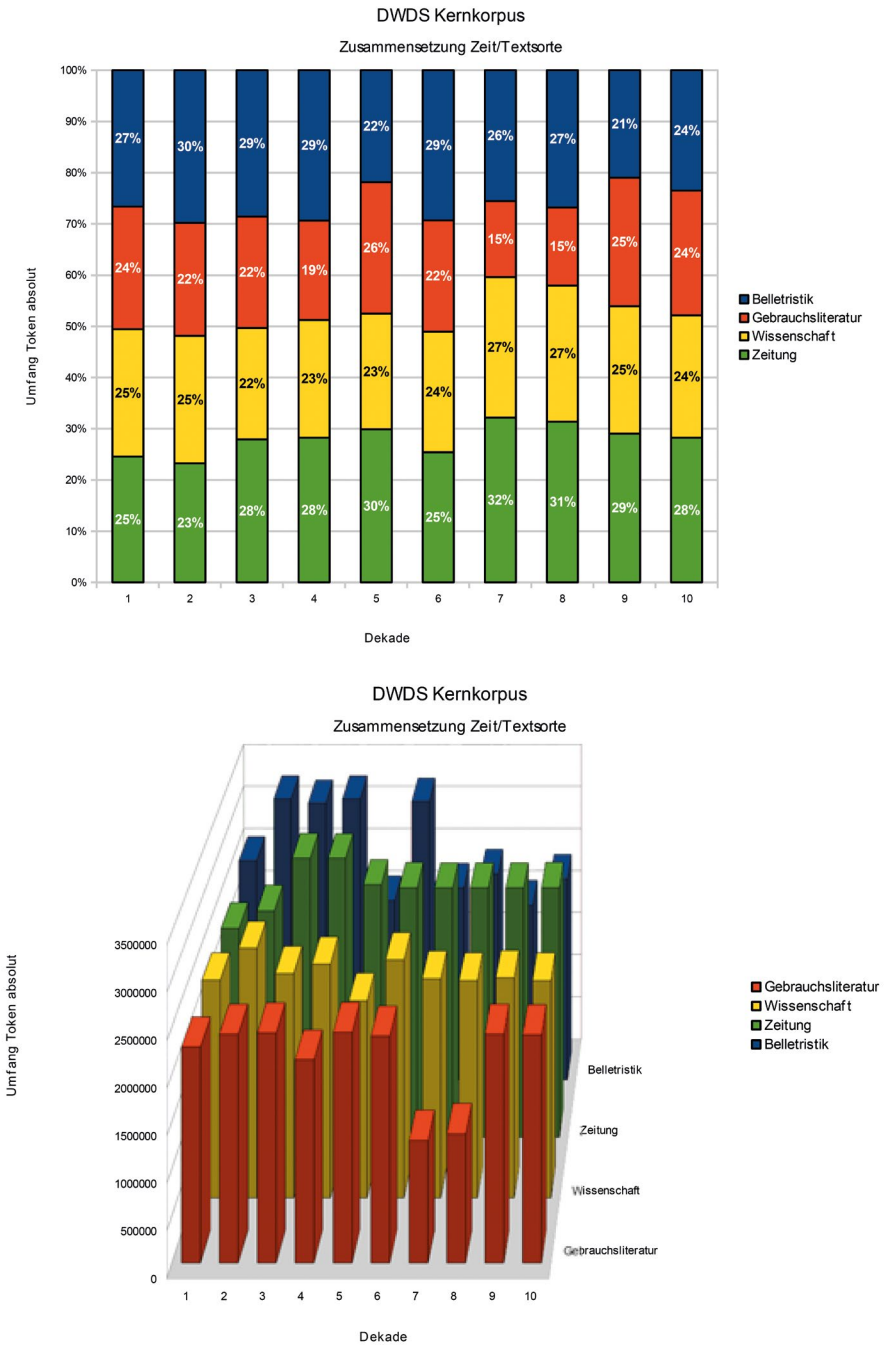 DWDS Kernkorpus
Zusammensetzung Zeit/Textsorte
100%
90%
80%
70%
60%
50%
40%
30%
20%
10%
0%
Umfang Token absolut
27% 30% 29% 29% 22% 29% 26% 27% 21% 24%
24% 22% 22% 19% 26% 22% 15% 15% 25% 24%
25% 25% 22% 23% 23% 24% 27% 27% 25% 24%
25% 23% 28% 28% 30% 25% 32% 31% 29% 28%
1 2 3 4 5 6 7 8 9 10
Dekade
Belletristik
Gebrauchsliteratur
Wissenschaft
Zeitung
DWDS Kernkorpus
Zusammensetzung Zeit/Textsorte
Umfang Token absolut
3500000
3000000
2500000
2000000
1500000
1000000
500000
0
Belletristik
Zeitung
Wissenschaft
Gebrauchsliteratur
1 2 3 4 5 6 7 8 9 10
Dekade
Gebrauchsliteratur
Wissenschaft
Zeitung
Belletristik